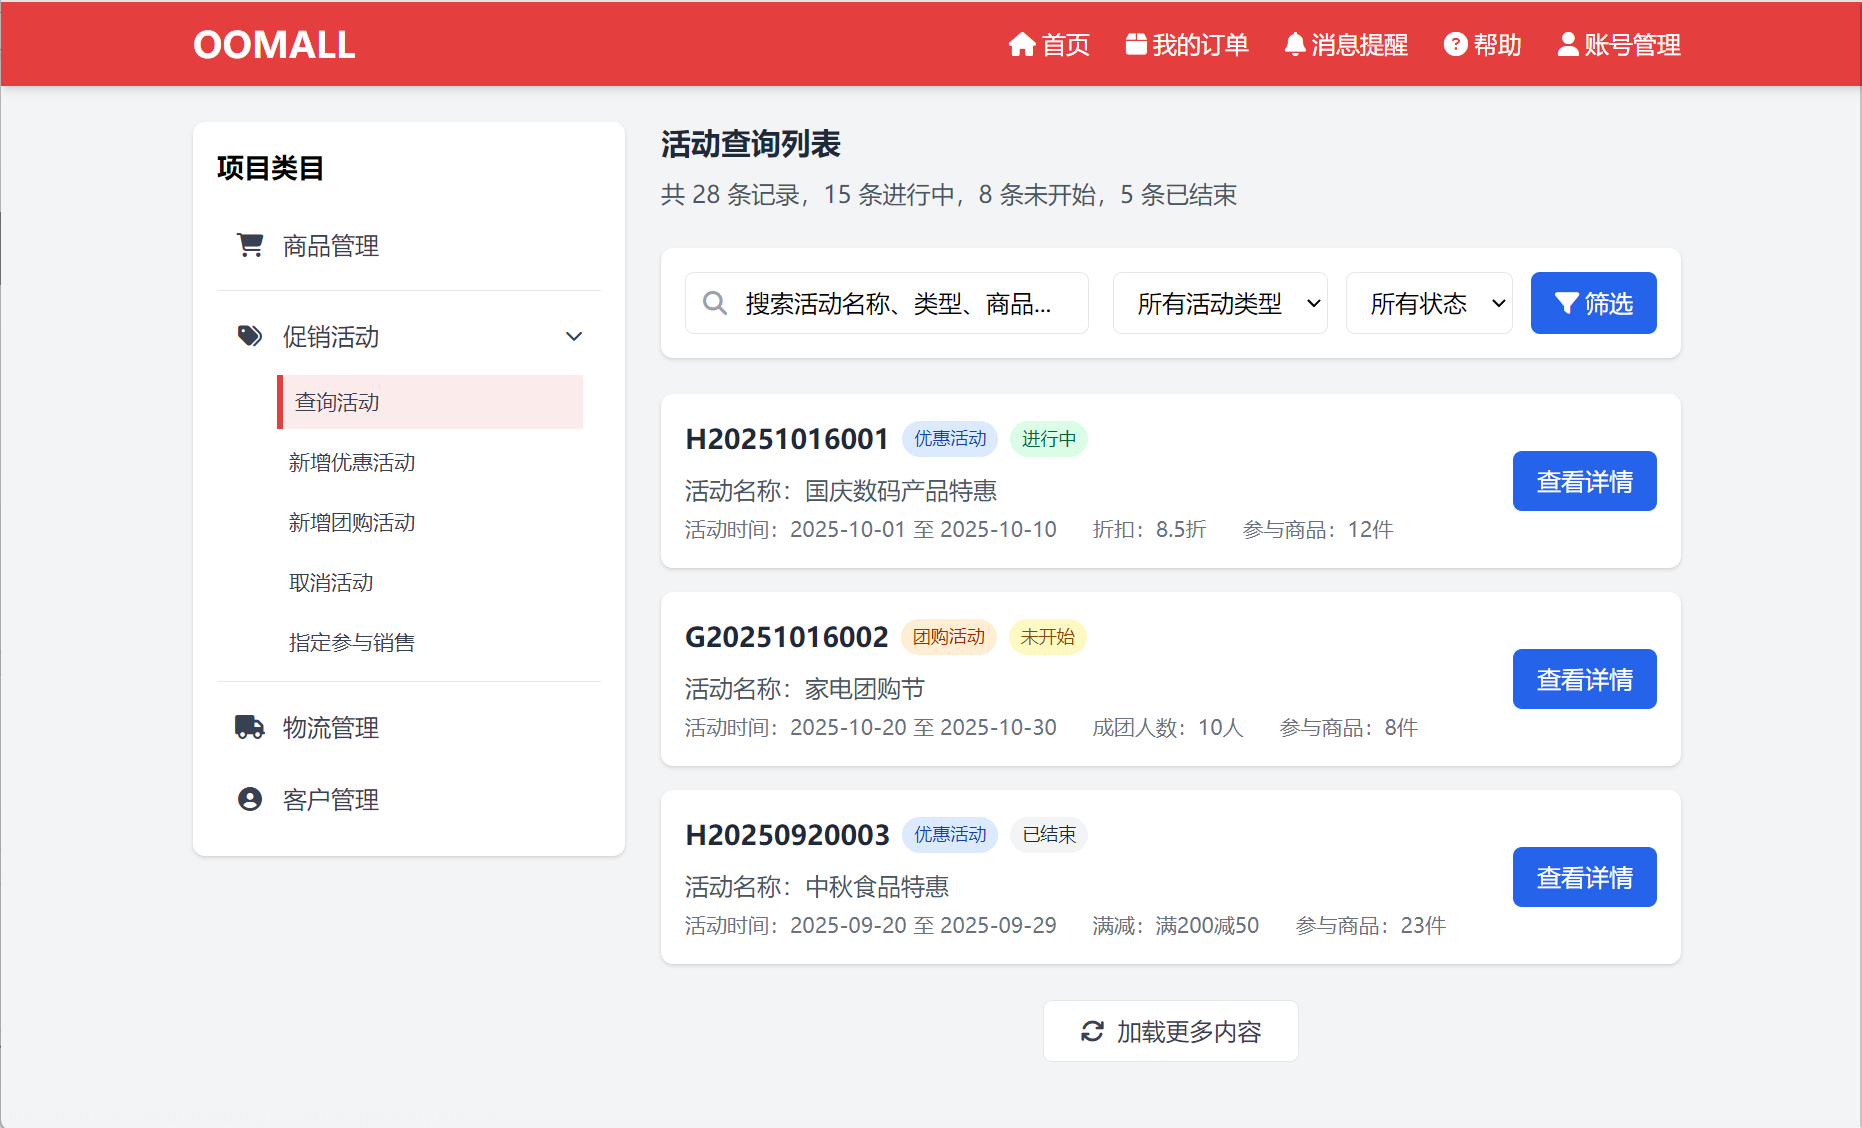 OOMALL
首页 我的订单 消息提醒 帮助 账号管理
项目类目
商品管理
促销活动
查询活动
新增优惠活动
新增团购活动
取消活动
指定参与销售
物流管理
客户管理
活动查询列表
共 28 条记录，15 条进行中，8 条未开始，5 条已结束
搜索活动名称、类型、商品... 所有活动类型 所有状态 筛选
H20251016001 优惠活动 进行中
活动名称：国庆数码产品特惠
活动时间：2025-10-01 至 2025-10-10 折扣：8.5折 参与商品：12件
查看详情
G20251016002 团购活动 未开始
活动名称：家电团购节
活动时间：2025-10-20 至 2025-10-30 成团人数：10人 参与商品：8件
查看详情
H20250920003 优惠活动 已结束
活动名称：中秋食品特惠
活动时间：2025-09-20 至 2025-09-29 满减：满200减50 参与商品：23件
查看详情
加载更多内容